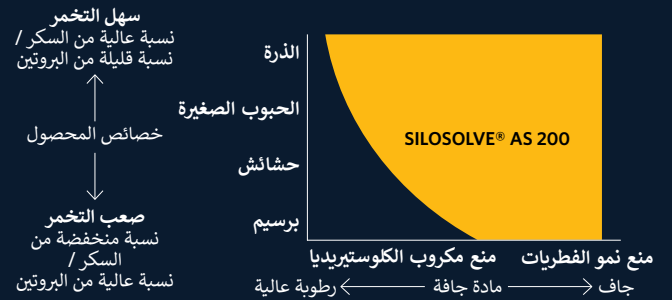 سهل التخمر
نسبة عالية من السكر /
نسبة قليلة من البروتين
خصائص المحصول
صعب التخمر
نسبة منخفضة من
السكر /
نسبة عالية من البروتين
الذرة
الحبوب الصغيرة
حشائش
برسيم
SILOSOLVE® AS 200
منع نمو الفطريات
منع مكروب الكلوستيريديا
جاف
مادة جافة
رطوبة عالية